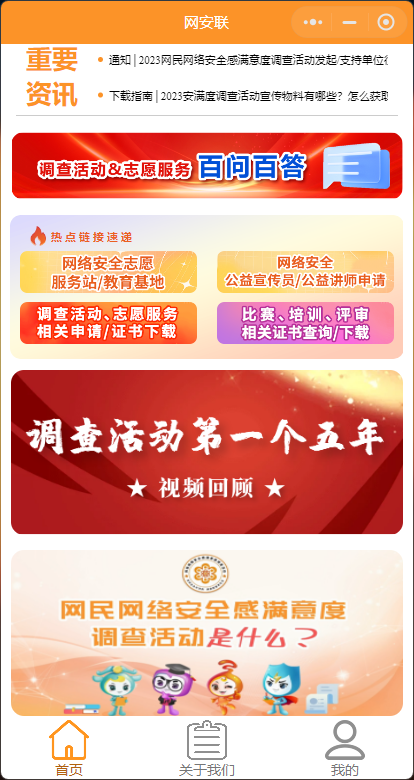 网安联
重要
资讯
通知 | 2023网民网络安全感满意度调查活动发起/支持单位
下载指南 | 2023安满度调查活动宣传物料有哪些？怎么获取
调查活动&志愿服务 百问百答
热点链接速递
网络安全志愿
服务站/教育基地
网络安全
公益宣传员/公益讲师申请
调查活动、志愿服务
相关申请/证书下载
比赛、培训、评审
相关证书查询/下载
调查活动第一个五年
★ 视频回顾 ★
网民网络安全感满意度
调查活动是什么？
首页
关于我们
我的